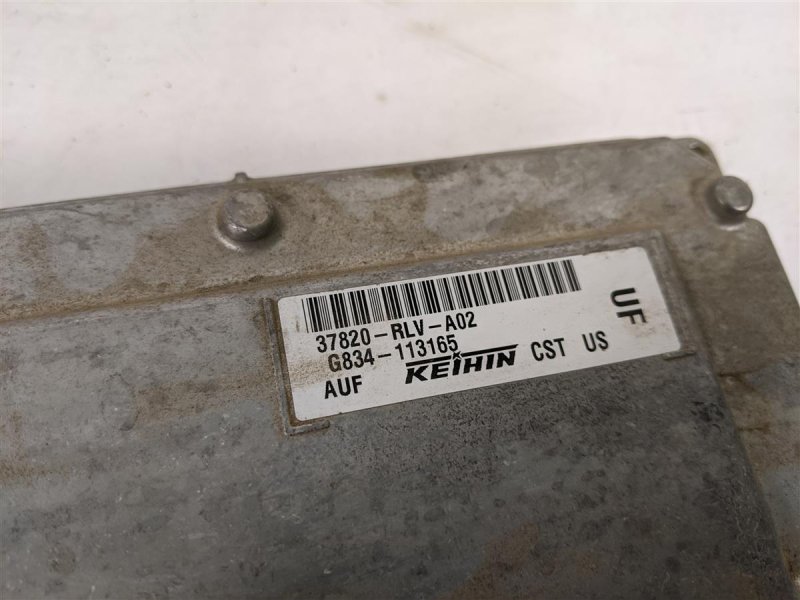 37820-RLV-A02
G834-113165
AUF KEIHIN CST US
UF